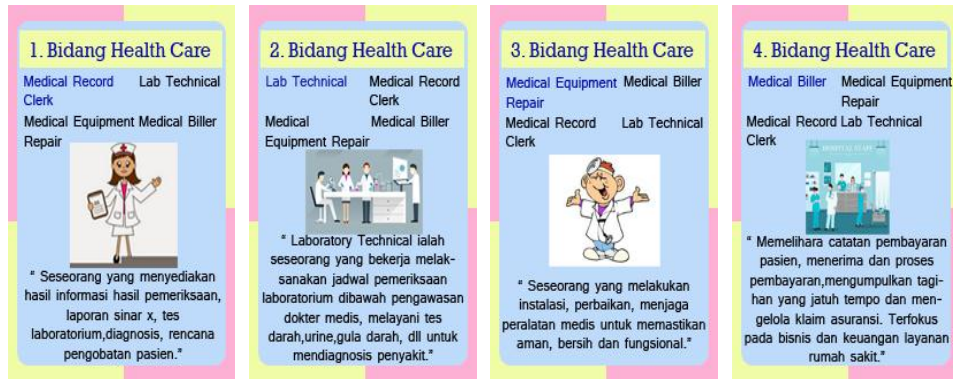 1. Bidang Health Care
Medical Record Lab Technical
Clerk
Medical Equipment Medical Biller
Repair
“ Seseorang yang menyediakan
hasil informasi hasil pemeriksaan,
laporan sinar x, tes
laboratorium,diagnosis, rencana
pengobatan pasien.”
2. Bidang Health Care
Lab Technical Medical Record
Clerk
Medical Medical Biller
Equipment Repair
“ Laboratory Technical ialah
seseorang yang bekerja melak-
sanakan jadwal pemeriksaan
laboratorium dibawah pengawasan
dokter medis, melayani tes
darah,urine,gula darah, dll untuk
mendiagnosis penyakit.”
3. Bidang Health Care
Medical Equipment Medical Biller
Repair
Medical Record Lab Technical
Clerk
“ Seseorang yang melakukan
instalasi, perbaikan, menjaga
peralatan medis untuk memastikan
aman, bersih dan fungsional.”
4. Bidang Health Care
Medical Biller Medical Equipment
Repair
Medical Record Lab Technical
Clerk
HOSPITAL STAFF
“ Memelihara catatan pembayaran
pasien, menerima dan proses
pembayaran,mengumpulkan tagi-
han yang jatuh tempo dan men-
gelola klaim asuransi. Terfokus
pada bisnis dan keuangan layanan
rumah sakit.”